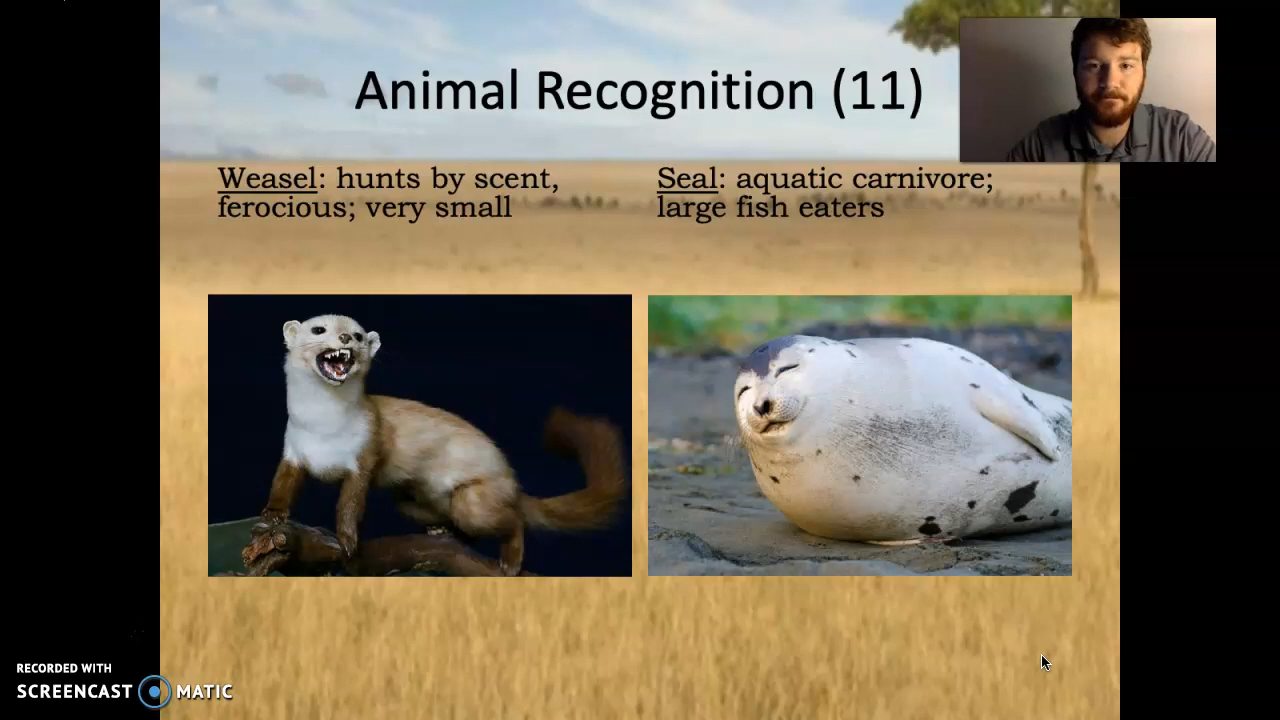 Animal Recognition (11)
Weasel: hunts by scent,
ferocious; very small
Seal: aquatic carnivore;
large fish eaters
RECORDED WITH
SCREENCAST MATIC